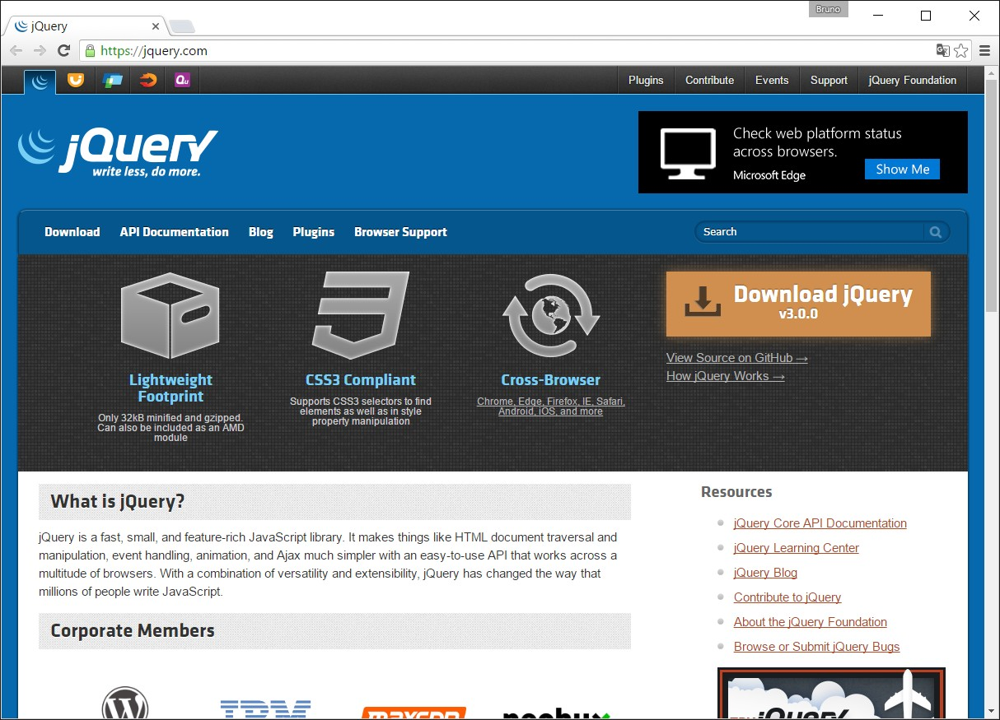 Bruno
jQuery
https://jquery.com
Qu
Plugins Contribute Events Support jQuery Foundation
jQuery
write less, do more.
Check web platform status
across browsers.
Microsoft Edge
Show Me
Download API Documentation Blog Plugins Browser Support
Search
Lightweight
Footprint
Only 32kB minified and gzipped.
Can also be included as an AMD
module
CSS3 Compliant
Supports CSS3 selectors to find
elements as well as in style
property manipulation
Cross-Browser
Chrome, Edge, Firefox, IE, Safari,
Android, iOS, and more
Download jQuery
v3.0.0
View Source on GitHub →
How jQuery Works →
What is jQuery?
jQuery is a fast, small, and feature-rich JavaScript library. It makes things like HTML document traversal and
manipulation, event handling, animation, and Ajax much simpler with an easy-to-use API that works across a
multitude of browsers. With a combination of versatility and extensibility, jQuery has changed the way that
millions of people write JavaScript.
Corporate Members
IBM
Resources
jQuery Core API Documentation
jQuery Learning Center
jQuery Blog
Contribute to jQuery
About the jQuery Foundation
Browse or Submit jQuery Bugs
jQuery